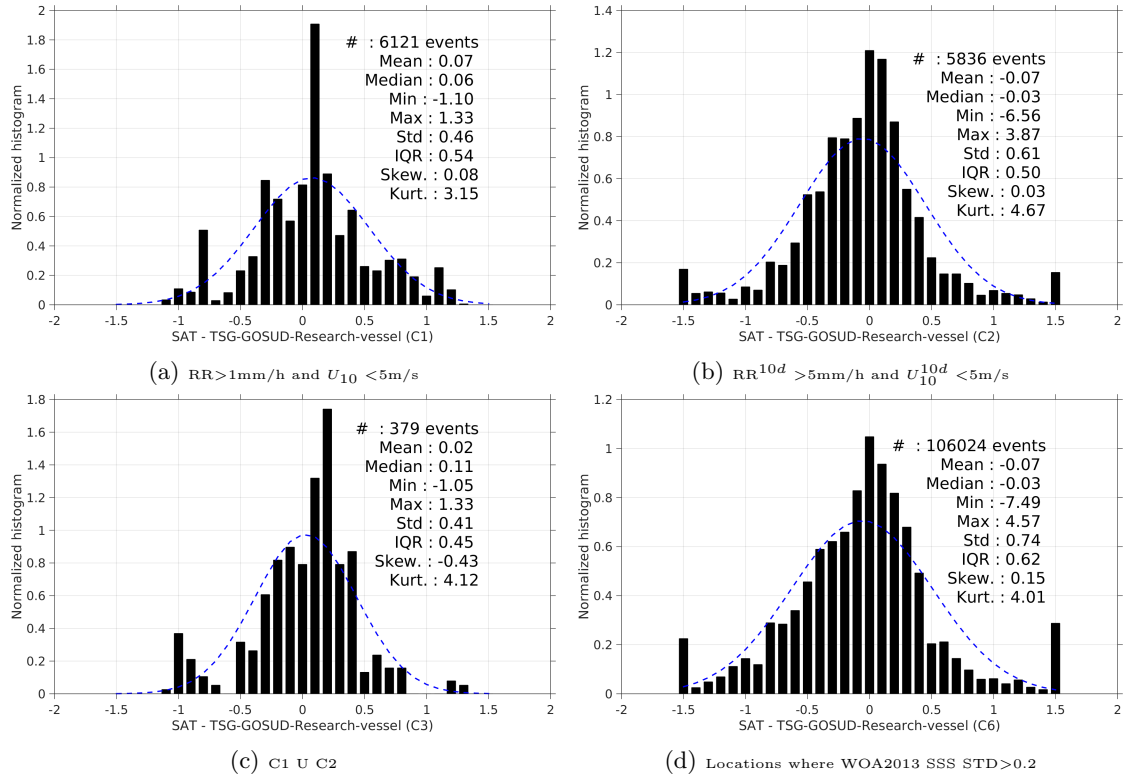 2
1.8
1.6
1.4
1.2
1
0.8
0.6
0.4
0.2
0
Normalized histogram
# : 6121 events
Mean : 0.07
Median : 0.06
Min : -1.10
Max : 1.33
Std : 0.46
IQR : 0.54
Skew. : 0.08
Kurt. : 3.15
-2 -1.5 -1 -0.5 0 0.5 1 1.5 2
SAT - TSG-GOSUD-Research-vessel (C1)
(a) RR>1mm/h and U10 <5m/s
1.4
1.2
1
0.8
0.6
0.4
0.2
0
Normalized histogram
# : 5836 events
Mean : -0.07
Median : -0.03
Min : -6.56
Max : 3.87
Std : 0.61
IQR : 0.50
Skew. : 0.03
Kurt. : 4.67
-2 -1.5 -1 -0.5 0 0.5 1 1.5 2
SAT - TSG-GOSUD-Research-vessel (C2)
(b) RR10d >5mm/h and U10d10 <5m/s
1.8
1.6
1.4
1.2
1
0.8
0.6
0.4
0.2
0
Normalized histogram
# : 379 events
Mean : 0.02
Median : 0.11
Min : -1.05
Max : 1.33
Std : 0.41
IQR : 0.45
Skew. : -0.43
Kurt. : 4.12
-2 -1.5 -1 -0.5 0 0.5 1 1.5 2
SAT - TSG-GOSUD-Research-vessel (C3)
(c) C1 U C2
1.2
1
0.8
0.6
0.4
0.2
0
Normalized histogram
# : 106024 events
Mean : -0.07
Median : -0.03
Min : -7.49
Max : 4.57
Std : 0.74
IQR : 0.62
Skew. : 0.15
Kurt. : 4.01
-2 -1.5 -1 -0.5 0 0.5 1 1.5 2
SAT - TSG-GOSUD-Research-vessel (C6)
(d) Locations where WOA2013 SSS STD>0.2